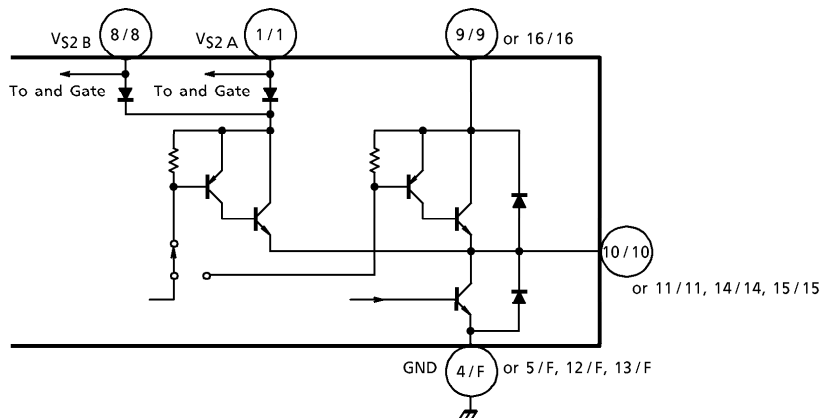 VS2 B 8/8 VS2 A 1/1 9/9 or 16/16
To and Gate To and Gate
10/10
or 11/11, 14/14, 15/15
GND 4/F or 5/F, 12/F, 13/F